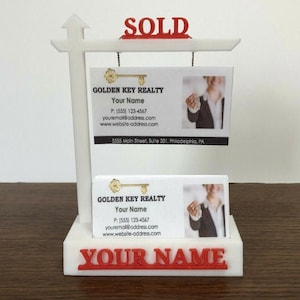 SOLD
GOLDEN KEY REALTY
Your Name
P: (555) 123-4567
youremail@address.com
www.website-address.com
5555 Main Street, Suite 201, Philadelphia, PA
GOLDEN KEY REALTY
Your Name
P: (555) 123-4567
youremail@address.com
www.website-address.com
YOUR NAME